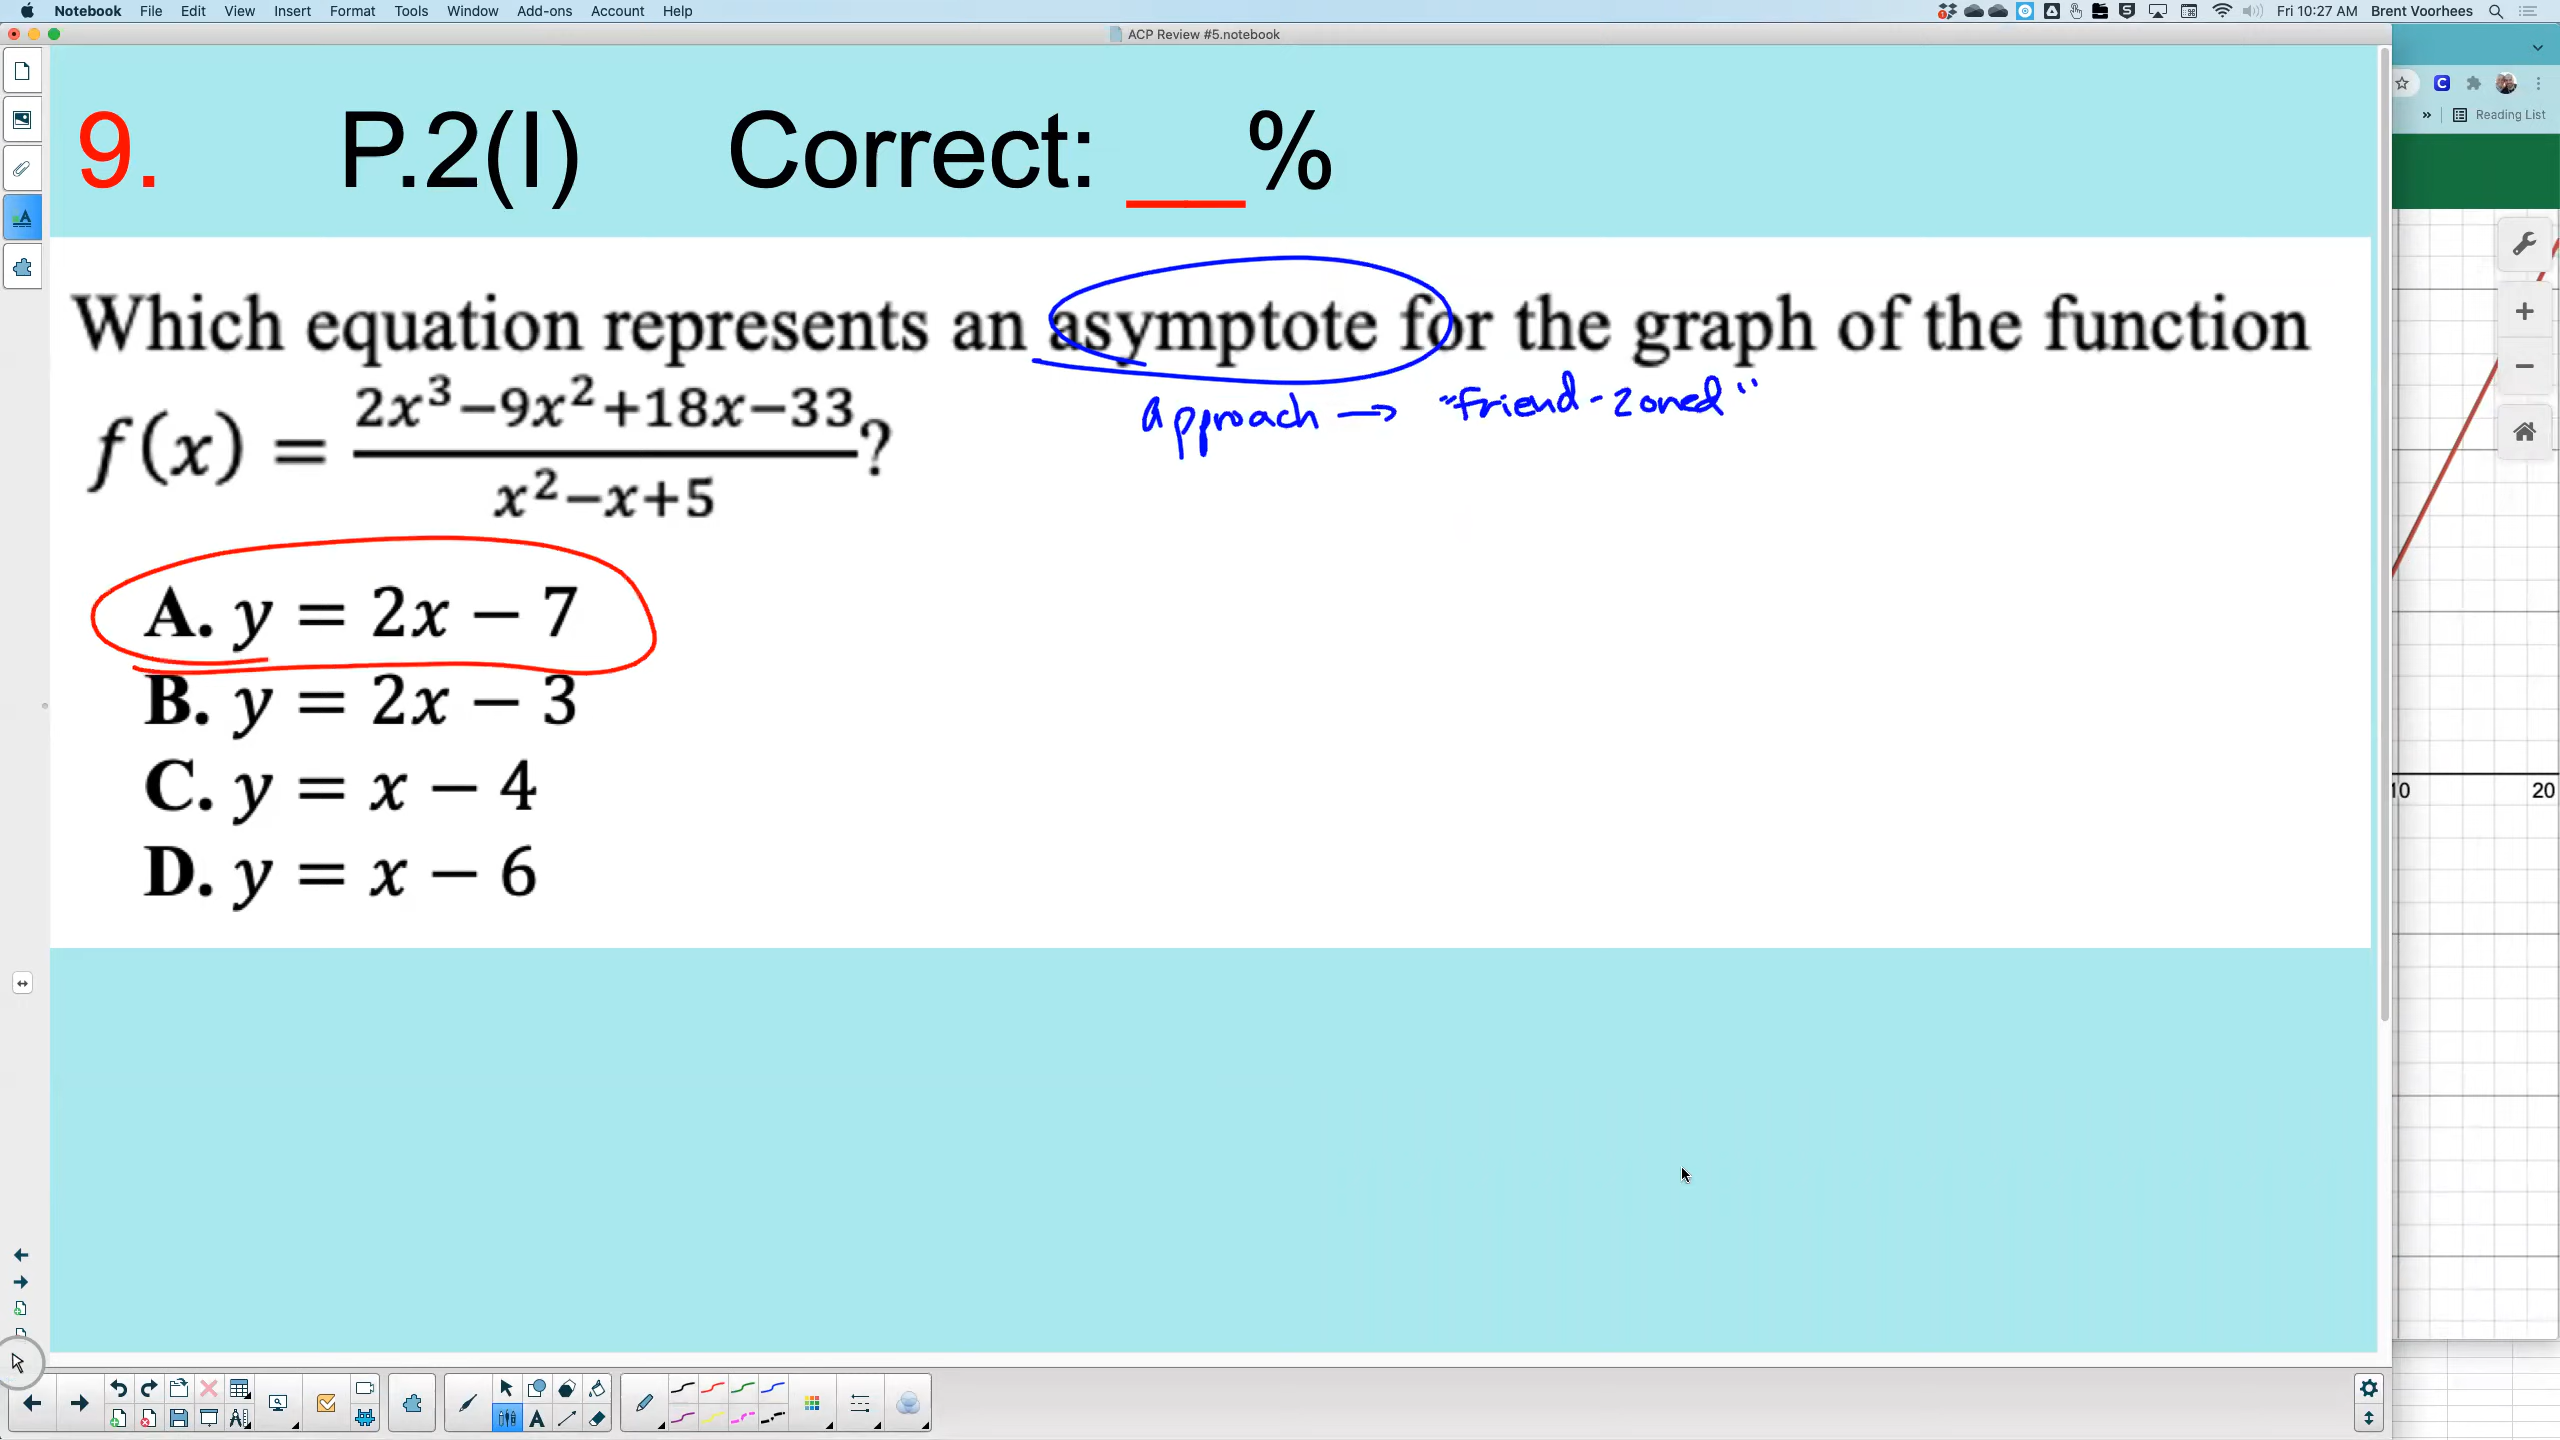 Notebook File Edit View Insert Format Tools Window Add-ons Account Help Fri 10:27 AM Brent Voorhees
ACP Review #5.notebook
Reading List
9. P.2(I) Correct: ___%
Which equation represents an asymptote for the graph of the function
f(x) = \frac{2x³−9x²+18x−33}{x²−x+5}?
approach → "friend-zoned"
A. y = 2x − 7
B. y = 2x − 3
C. y = x − 4
D. y = x − 6
10 20